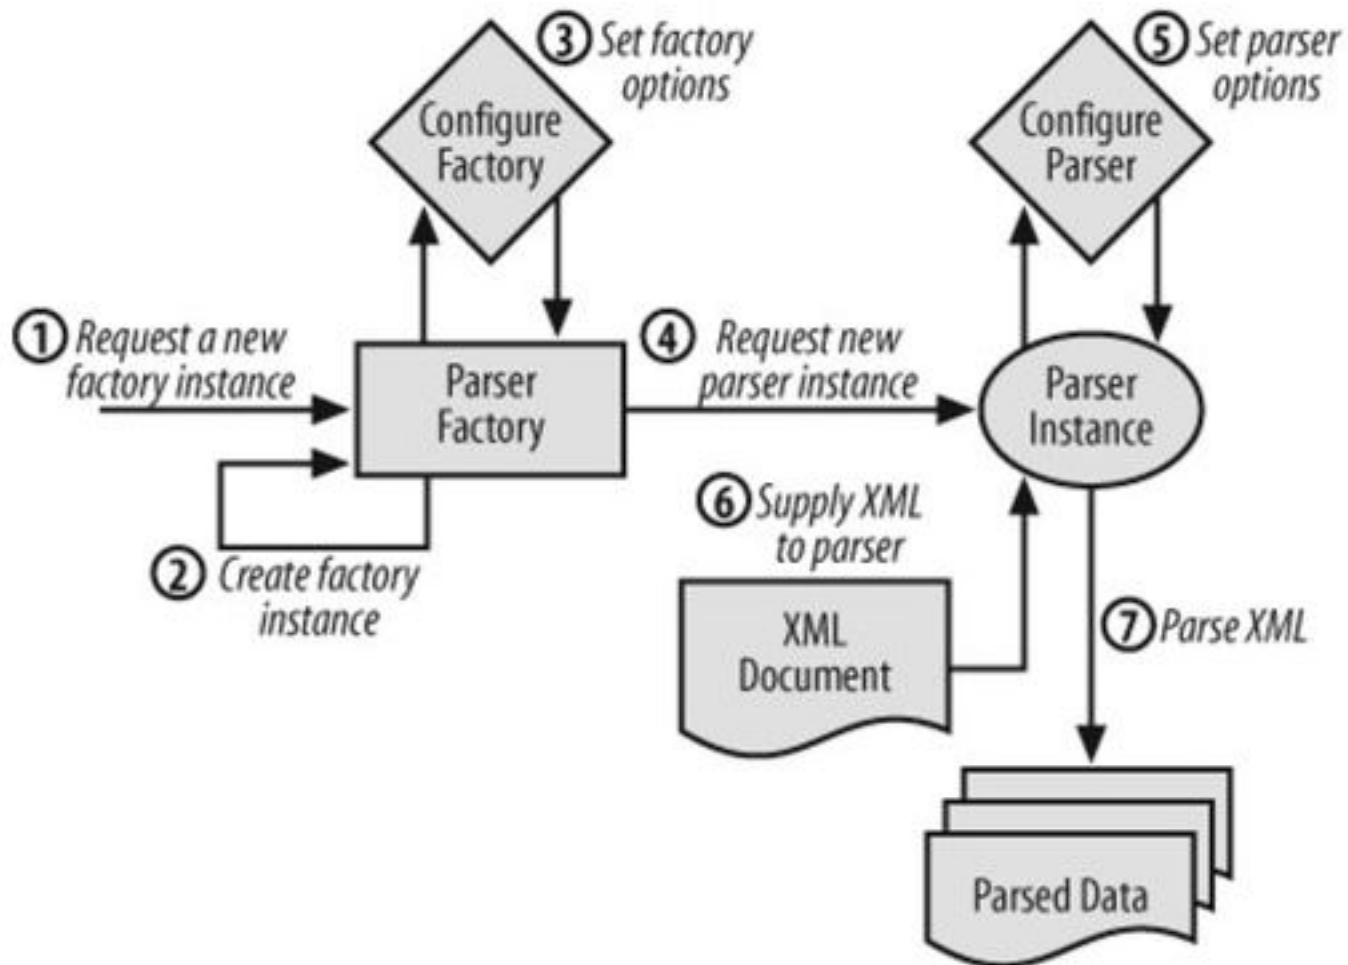 3 Set factory
options
5 Set parser
options
Configure
Factory
Configure
Parser
1 Request a new
factory instance
4 Request new
parser instance
Parser
Factory
Parser
Instance
6 Supply XML
to parser
2 Create factory
instance
XML
Document
7 Parse XML
Parsed Data